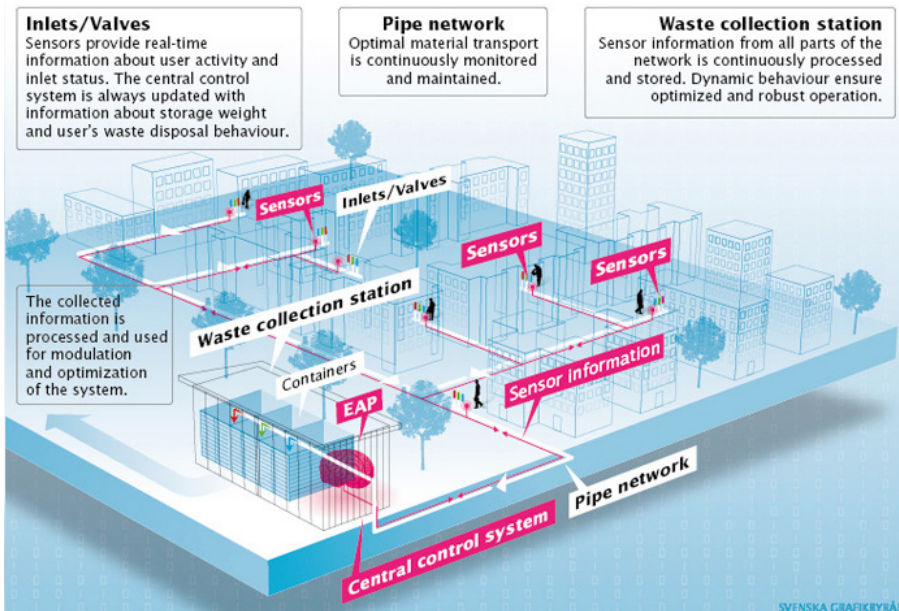 Inlets/Valves
Sensors provide real-time
information about user activity and
inlet status. The central control
system is always updated with
information about storage weight
and user's waste disposal behaviour.
Pipe network
Optimal material transport
is continuously monitored
and maintained.
Waste collection station
Sensor information from all parts of the
network is continuously processed
and stored. Dynamic behaviour ensure
optimized and robust operation.
Sensors
Inlets/Valves
Sensors
Sensors
The collected
information is
processed and used
for modulation
and optimization
of the system.
Waste collection station
Containers
EAP
Sensor information
Pipe network
Central control system
SVENSKA GRAFIKBYRÅN